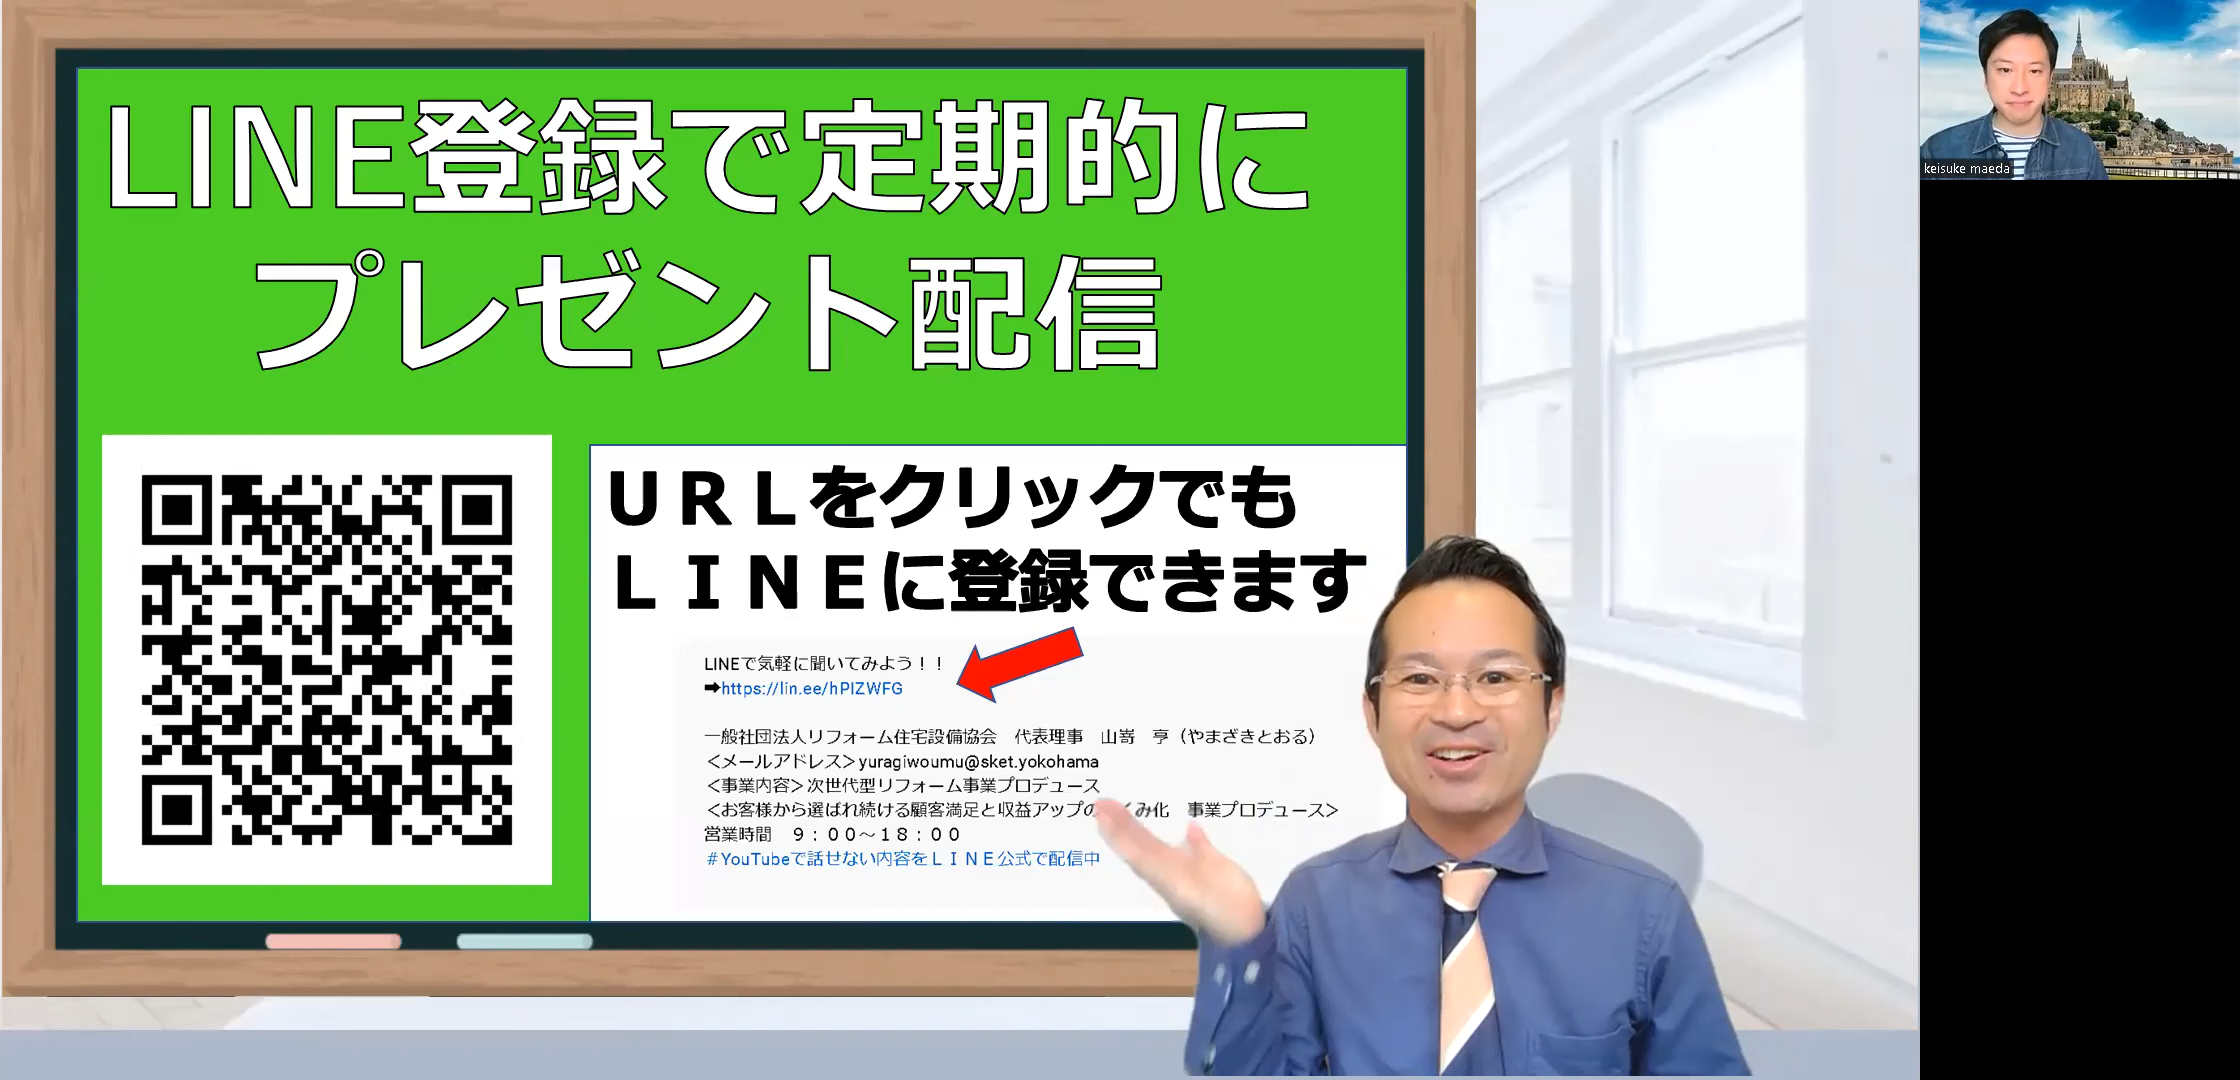 LINE登録で定期的に
プレゼント配信
ＵＲＬをクリックでも
ＬＩＮＥに登録できます
LINEで気軽に聞いてみよう！！
➡https://lin.ee/hPIZWFG
一般社団法人リフォーム住宅設備協会　代表理事　山嵜　亨（やまざきとおる）
＜メールアドレス＞yuragiwoumu@sket.yokohama
＜事業内容＞次世代型リフォーム事業プロデュース
＜お客様から選ばれ続ける顧客満足と収益アップの くみ化　事業プロデュース＞
営業時間　９：００～１８：００
＃YouTubeで話せない内容をＬＩＮＥ公式で配信中
keisuke maeda